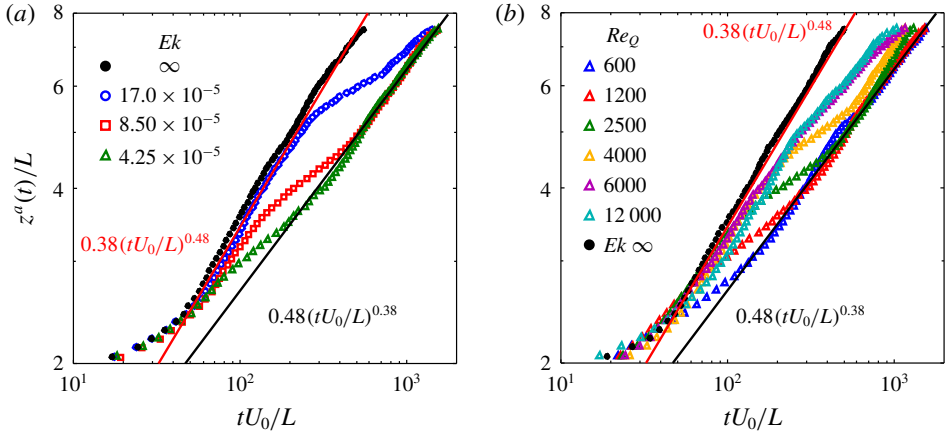 (a)
8
6
4
2
z^a(t)/L
Ek
∞
17.0 × 10^−5
8.50 × 10^−5
4.25 × 10^−5
0.38(tU_0/L)^0.48
0.48(tU_0/L)^0.38
10^1
10^2
10^3
tU_0/L
(b)
8
6
4
2
Re_Q
600
1200
2500
4000
6000
12 000
Ek ∞
0.38(tU_0/L)^0.48
0.48(tU_0/L)^0.38
10^1
10^2
10^3
tU_0/L